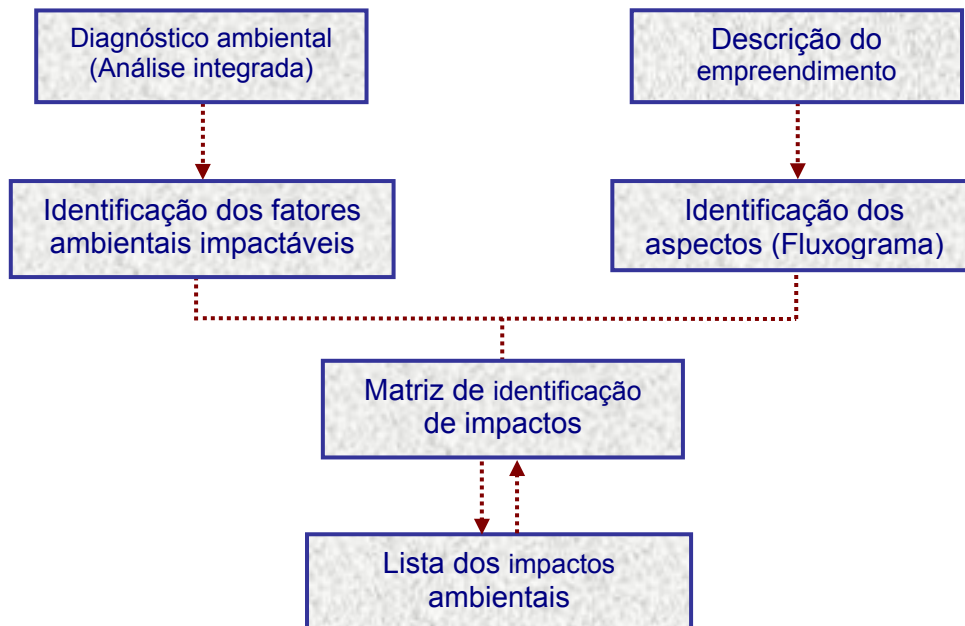 Diagnóstico ambiental
(Análise integrada)
Descrição do
empreendimento
Identificação dos fatores
ambientais impactáveis
Identificação dos
aspectos (Fluxograma)
Matriz de identificação
de impactos
Lista dos impactos
ambientais